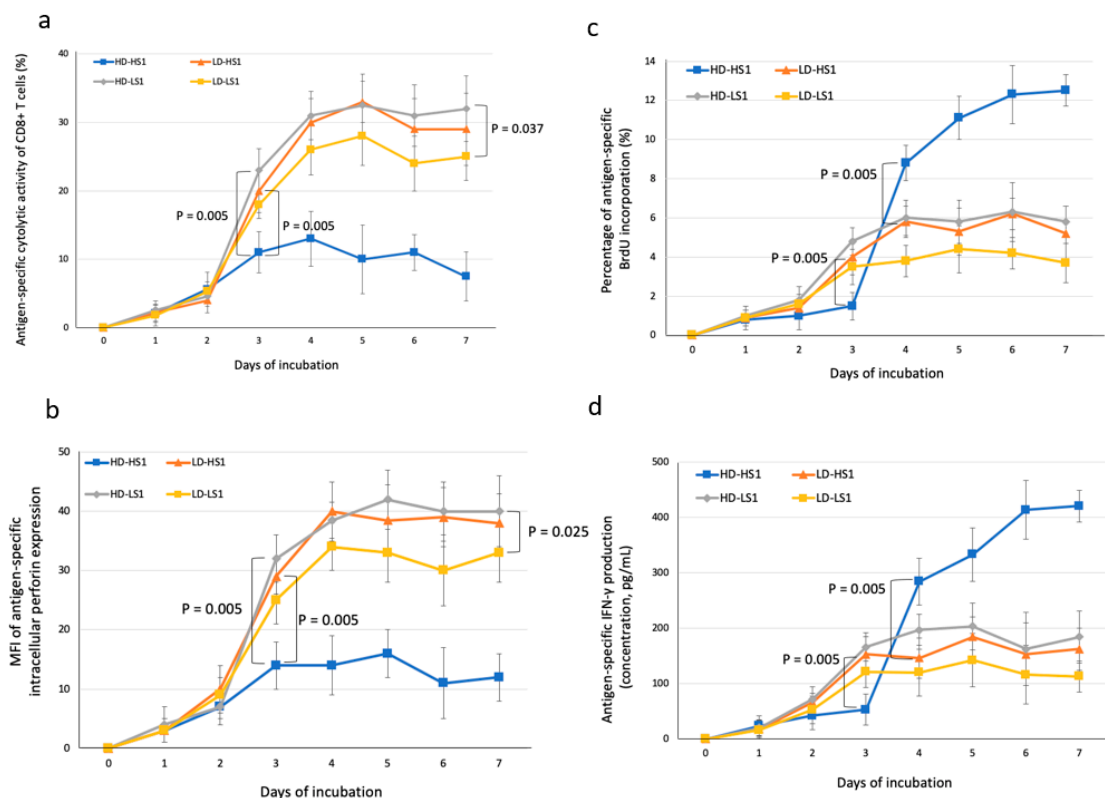 a
Antigen-specific cytolytic activity of CD8+ T cells (%)
40
30
20
10
0
HD-HS1
LD-HS1
HD-LS1
LD-LS1
P = 0.005
P = 0.005
P = 0.037
0 1 2 3 4 5 6 7
Days of incubation
b
MFI of antigen-specific
intracellular perforin expression
50
40
30
20
10
0
HD-HS1
LD-HS1
HD-LS1
LD-LS1
P = 0.005
P = 0.005
P = 0.025
0 1 2 3 4 5 6 7
Days of incubation
c
Percentage of antigen-specific
BrdU incorporation (%)
14
12
10
8
6
4
2
0
HD-HS1
LD-HS1
HD-LS1
LD-LS1
P = 0.005
P = 0.005
0 1 2 3 4 5 6 7
Days of incubation
d
Antigen-specific IFN-γ production
(concentration, pg/mL)
500
400
300
200
100
0
HD-HS1
LD-HS1
HD-LS1
LD-LS1
P = 0.005
P = 0.005
0 1 2 3 4 5 6 7
Days of incubation